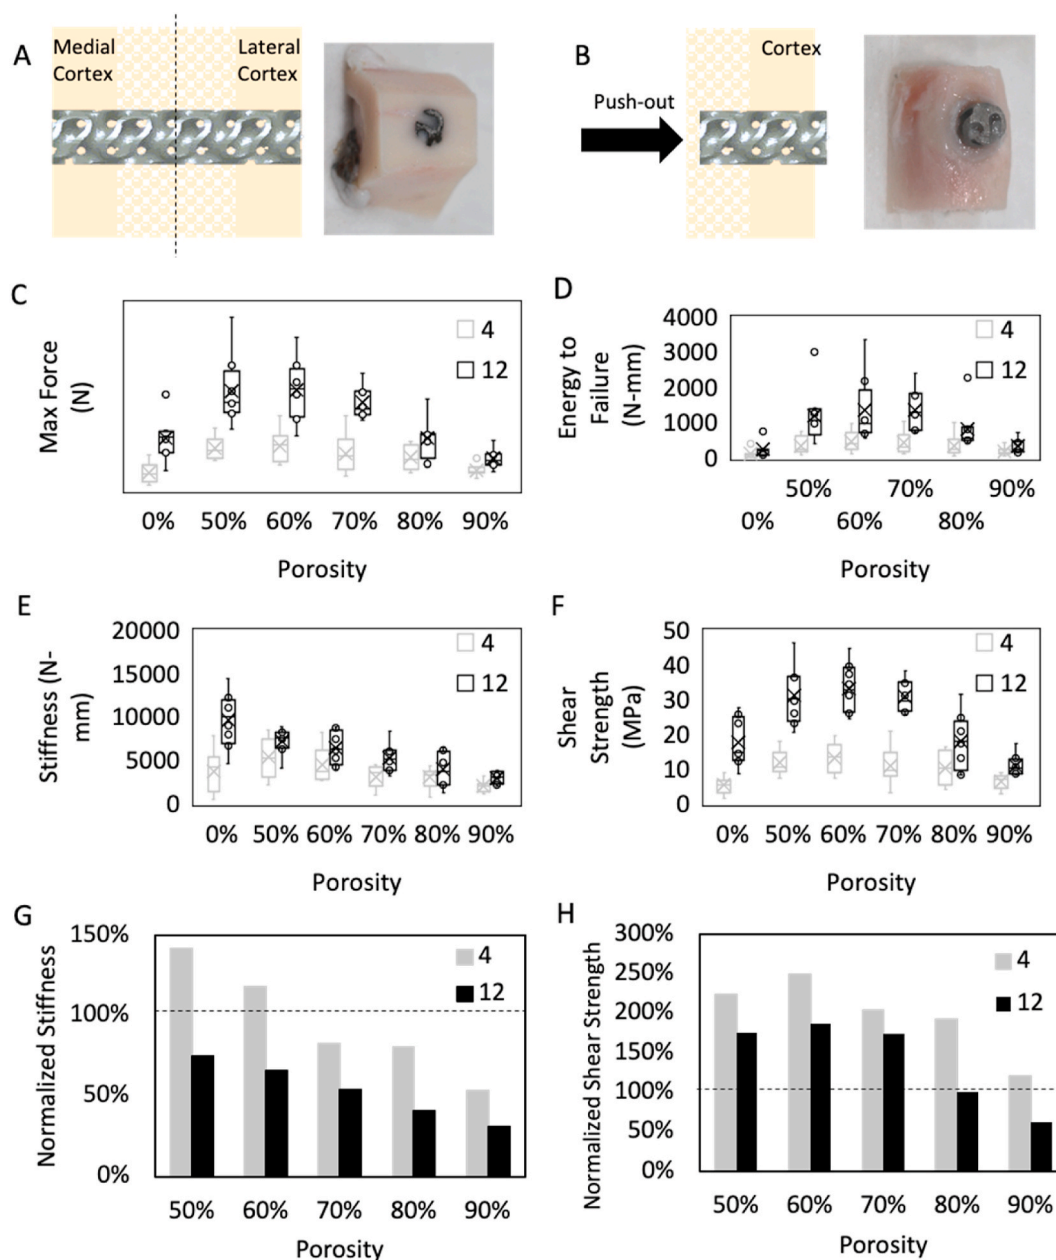 A
Medial
Cortex
Lateral
Cortex
B
Push-out
Cortex
C
Max Force
(N)
4
12
0% 50% 60% 70% 80% 90%
Porosity
D
Energy to
Failure
(N-mm)
4000
3000
2000
1000
0
4
12
50% 70% 90%
0% 60% 80%
Porosity
E
Stiffness (N-
mm)
20000
15000
10000
5000
0
4
12
0% 50% 60% 70% 80% 90%
Porosity
F
Shear
Strength
(MPa)
50
40
30
20
10
0
4
12
0% 50% 60% 70% 80% 90%
Porosity
G
Normalized Stiffness
150%
100%
50%
0%
4
12
50% 60% 70% 80% 90%
Porosity
H
Normalized Shear Strength
300%
250%
200%
150%
100%
50%
0%
4
12
50% 60% 70% 80% 90%
Porosity